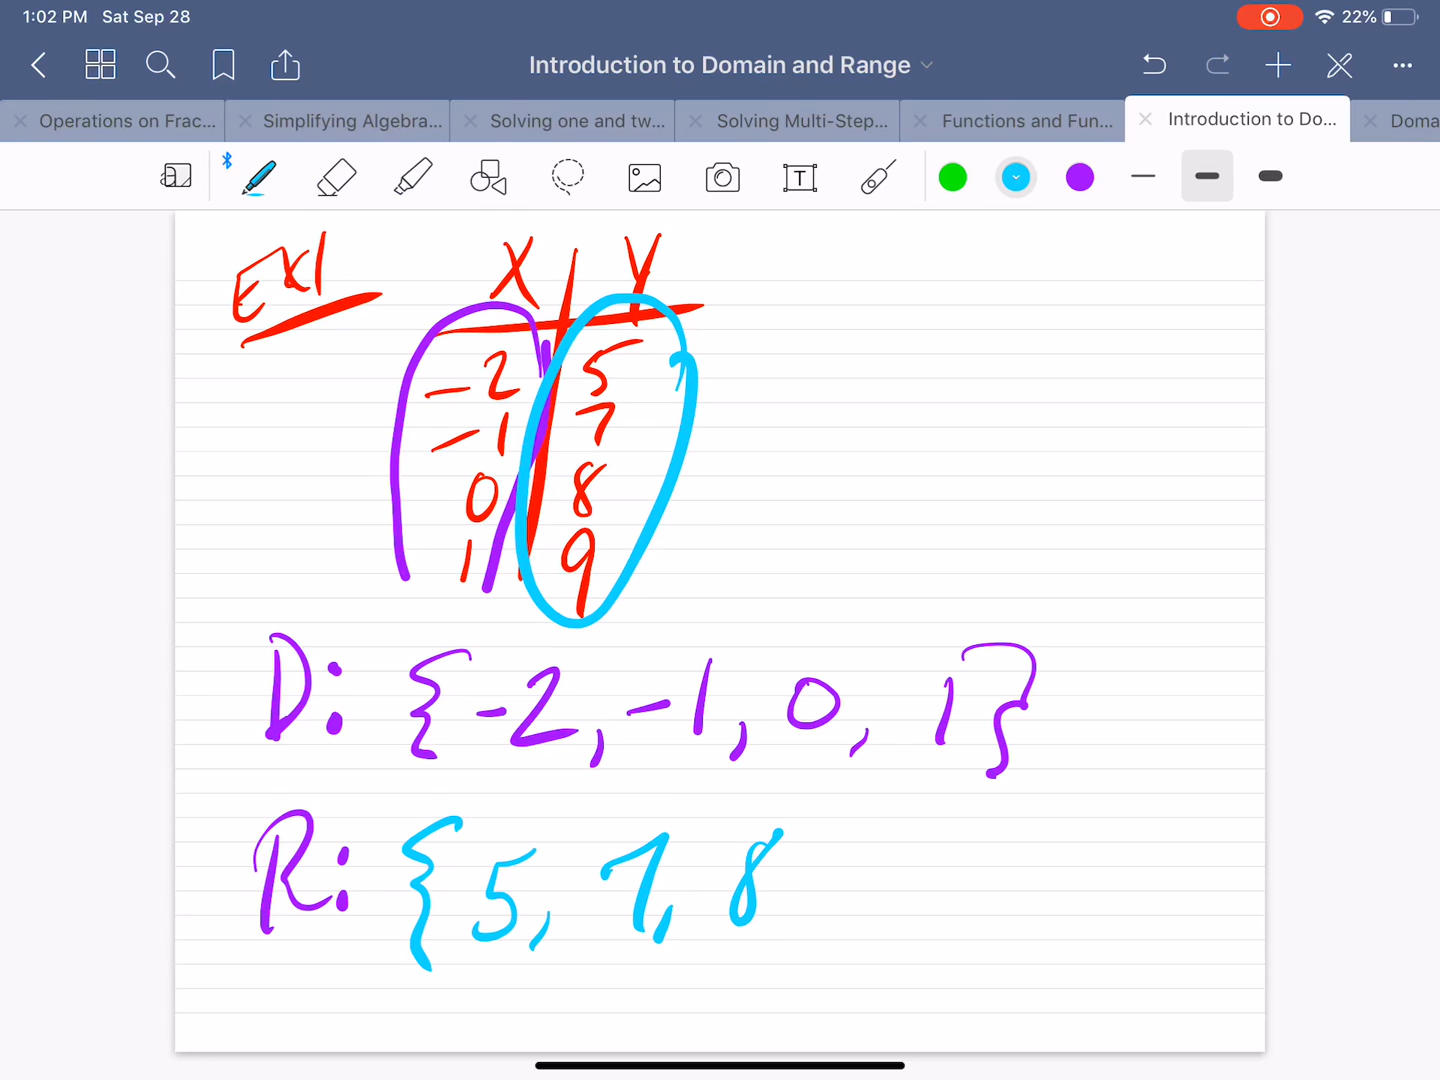 1:02 PM Sat Sep 28 22%
Introduction to Domain and Range
Operations on Frac... Simplifying Algebra... Solving one and tw... Solving Multi-Step... Functions and Fun... Introduction to Do... Doma
a T
Ex1 X Y
-2 5
-1 7
0 8
1 9
D: {-2, -1, 0, 1}
R: {5, 7, 8